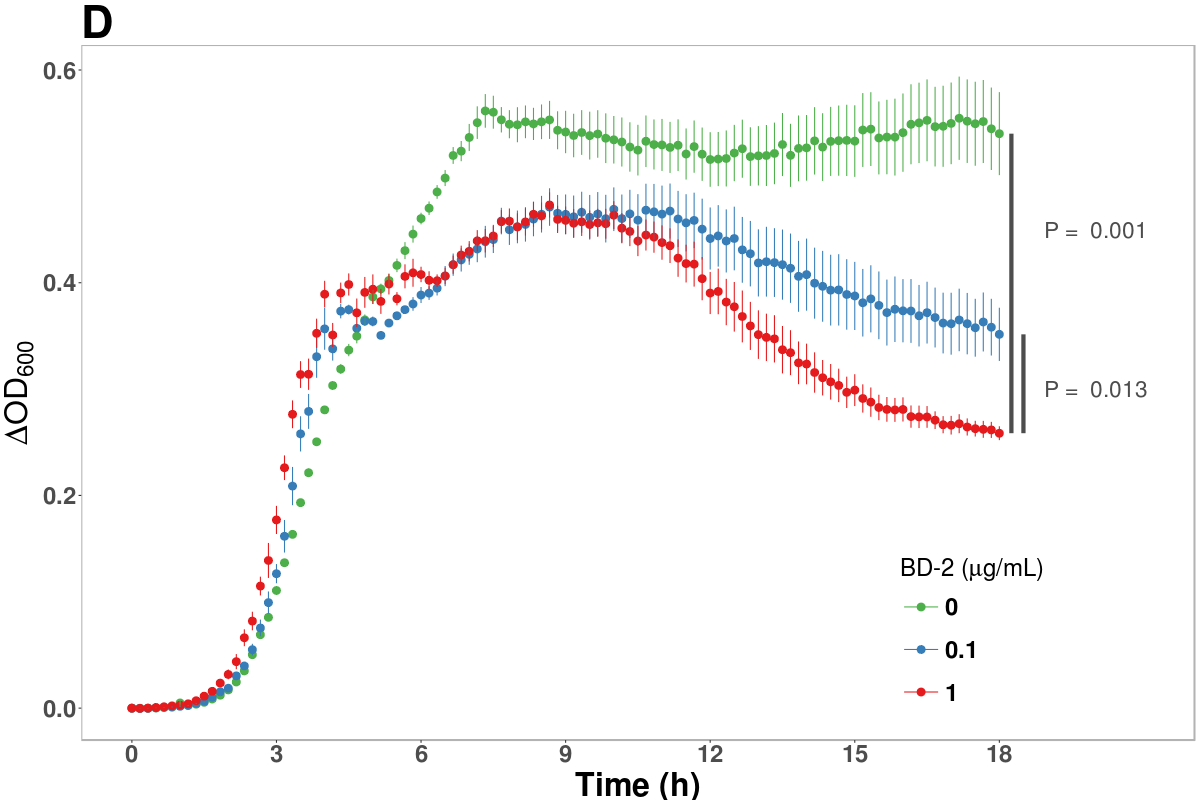 D
0.6
0.4
0.2
0.0
ΔOD600
0 3 6 9 12 15 18
Time (h)
P = 0.001
P = 0.013
BD-2 (μg/mL)
0
0.1
1